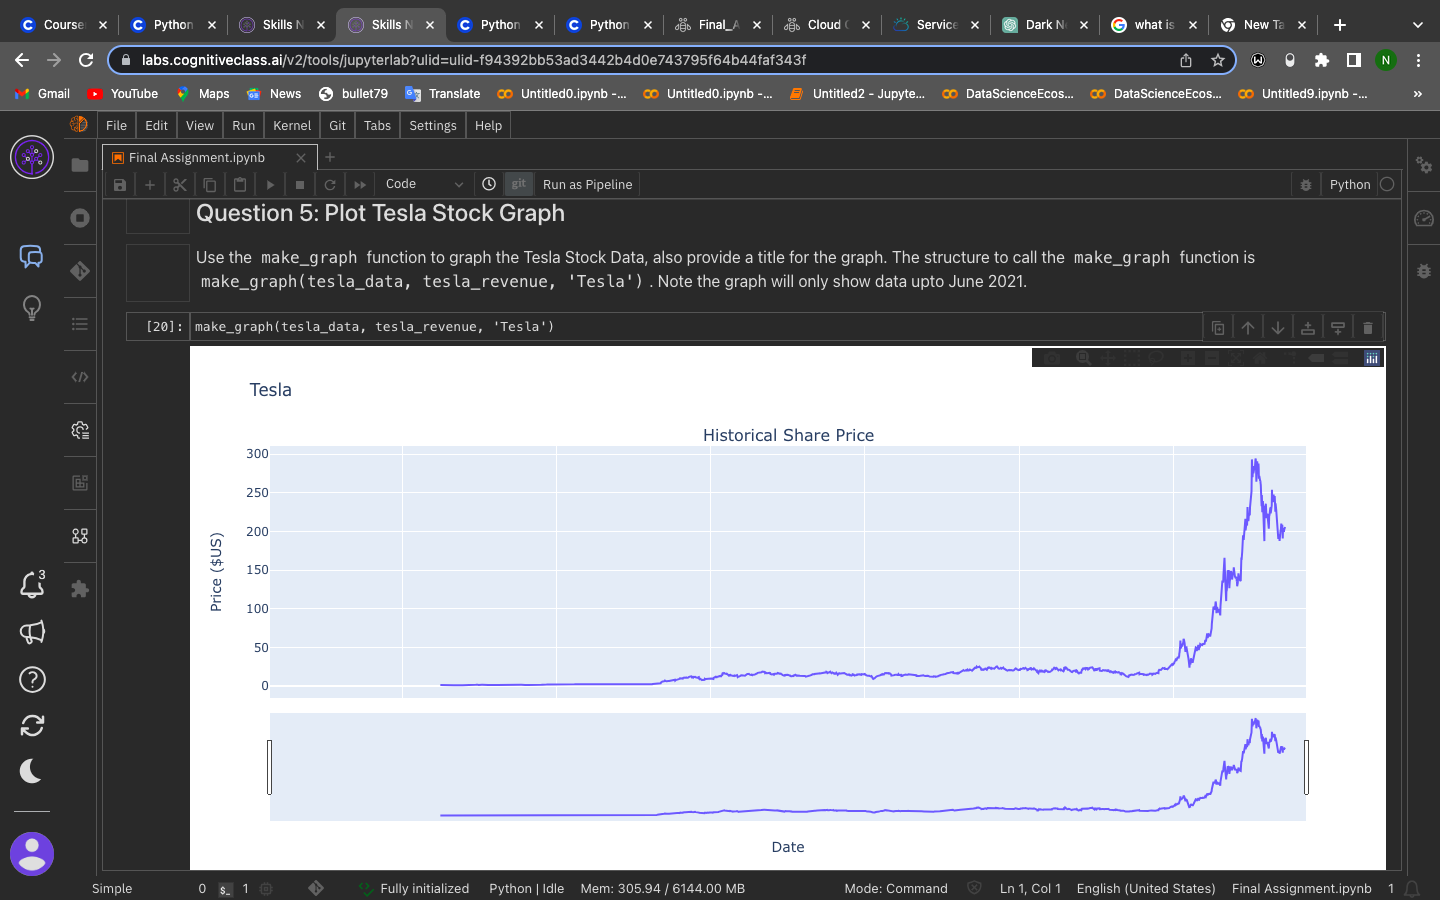 Course Python Skills N Skills N Python Python Final_A Cloud Service Dark N what is New Ta
labs.cognitiveclass.ai/v2/tools/jupyterlab?ulid=ulid-f94392bb53ad3442b4d0e743795f64b44faf343f
N
Gmail YouTube Maps News bullet79 Translate Untitled0.ipynb -... Untitled0.ipynb -... Untitled2 - Jupyte... DataScienceEcos... DataScienceEcos... Untitled9.ipynb -... »
File Edit View Run Kernel Git Tabs Settings Help
Final Assignment.ipynb
Code git Run as Pipeline Python
Question 5: Plot Tesla Stock Graph
Use the make_graph function to graph the Tesla Stock Data, also provide a title for the graph. The structure to call the make_graph function is
make_graph(tesla_data, tesla_revenue, 'Tesla') . Note the graph will only show data upto June 2021.
[20]: make_graph(tesla_data, tesla_revenue, 'Tesla')
Tesla
Historical Share Price
300
250
200
150
100
50
0
Price ($US)
Date
3
Simple 0 $_ 1 Fully initialized Python | Idle Mem: 305.94 / 6144.00 MB Mode: Command Ln 1, Col 1 English (United States) Final Assignment.ipynb 1